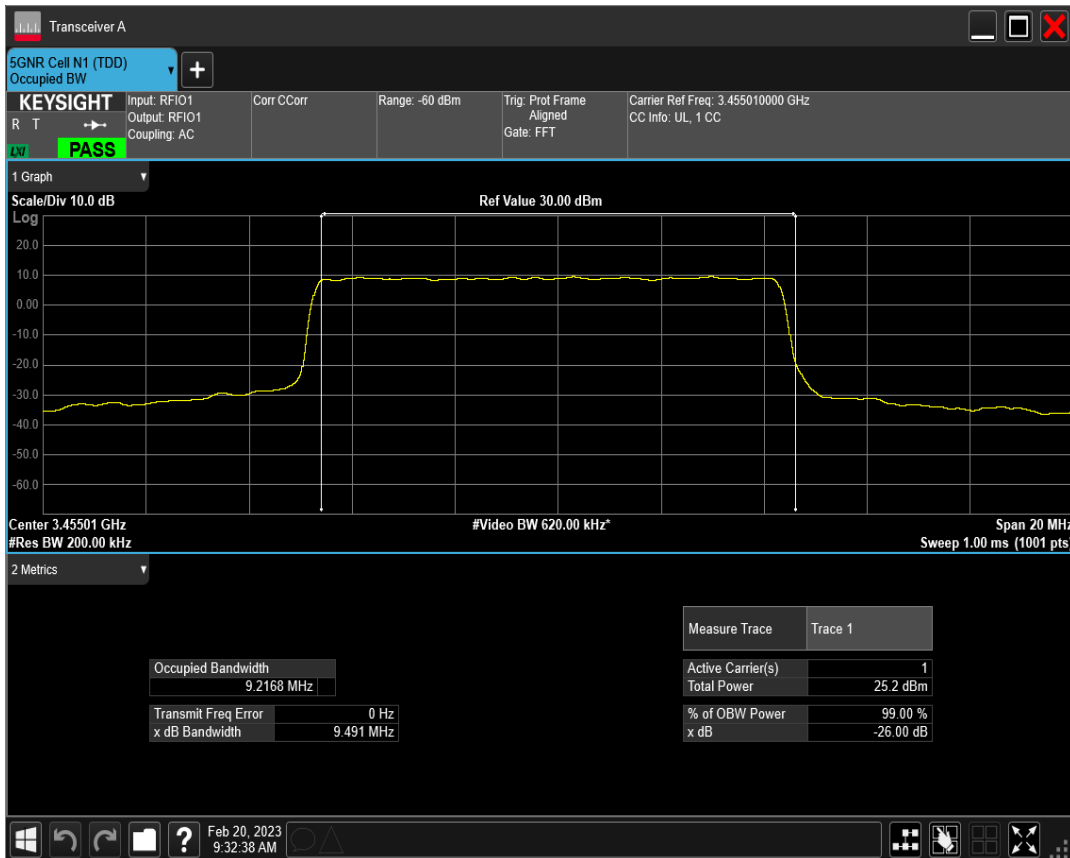 Transceiver A
5GNR Cell N1 (TDD)
Occupied BW
+
KEYSIGHT
R T
LXI
PASS
Input: RFIO1
Output: RFIO1
Coupling: AC
Corr CCorr
Range: -60 dBm
Trig: Prot Frame
Aligned
Gate: FFT
Carrier Ref Freq: 3.455010000 GHz
CC Info: UL, 1 CC
1 Graph
Scale/Div 10.0 dB
Ref Value 30.00 dBm
Log
20.0
10.0
0.00
-10.0
-20.0
-30.0
-40.0
-50.0
-60.0
Center 3.45501 GHz
#Video BW 620.00 kHz*
Span 20 MHz
#Res BW 200.00 kHz
Sweep 1.00 ms (1001 pts)
2 Metrics
Measure Trace Trace 1
Occupied Bandwidth
9.2168 MHz
Active Carrier(s) 1
Total Power 25.2 dBm
Transmit Freq Error 0 Hz
x dB Bandwidth 9.491 MHz
% of OBW Power 99.00 %
x dB -26.00 dB
?
Feb 20, 2023
9:32:38 AM